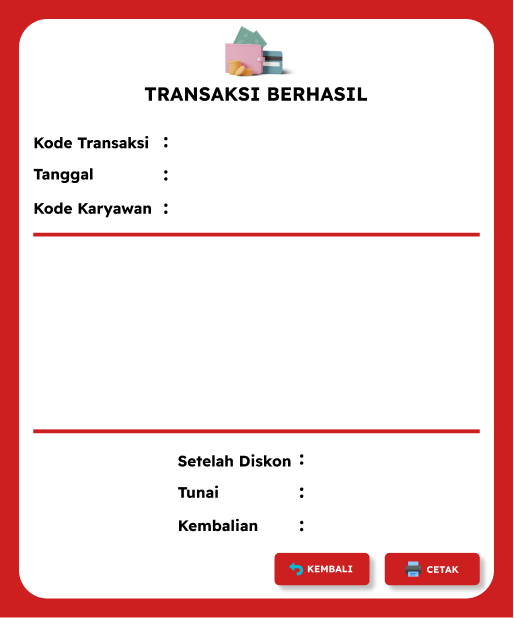 TRANSAKSI BERHASIL
Kode Transaksi :
Tanggal :
Kode Karyawan :
Setelah Diskon :
Tunai :
Kembalian :
KEMBALI CETAK